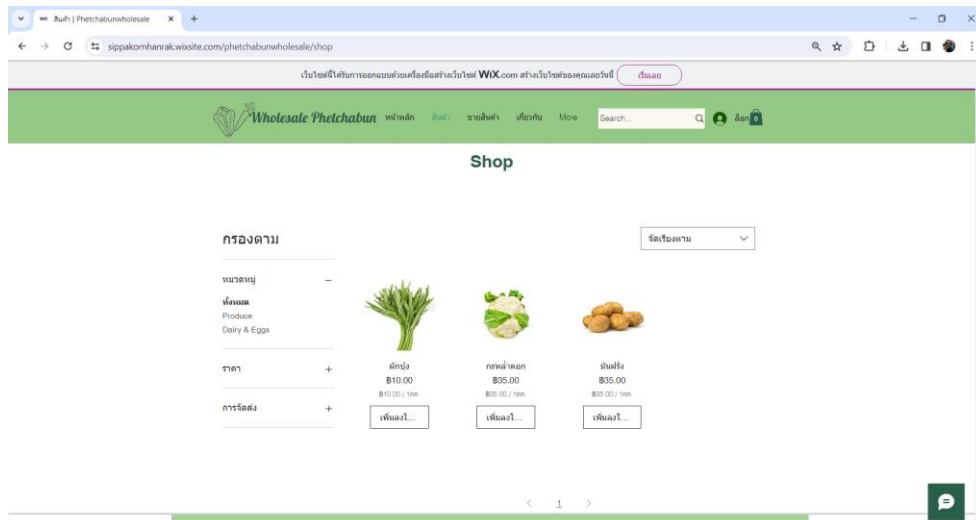 สินค้า | Phetchabunwholesale
sippakornhanrak.wixsite.com/phetchabunwholesale/shop
เว็บไซต์นี้ได้รับการออกแบบด้วยเครื่องมือสร้างเว็บไซต์ WiX.com สร้างเว็บไซต์ของคุณเลยวันนี้ เริ่มเลย
Wholesale Phetchabun หน้าหลัก สินค้า ขายสินค้า เกี่ยวกับ More Search... ล็อก 0
Shop
กรองตาม
จัดเรียงตาม
หมวดหมู่
ทั้งหมด
Produce
Dairy & Eggs
ราคา
การจัดส่ง
ผักบุ้ง
฿10.00
฿10.00 / 1กก.
เพิ่มลงใ...
กะหล่ำดอก
฿35.00
฿35.00 / 1กก.
เพิ่มลงใ...
มันฝรั่ง
฿35.00
฿35.00 / 1กก.
เพิ่มลงใ...
1